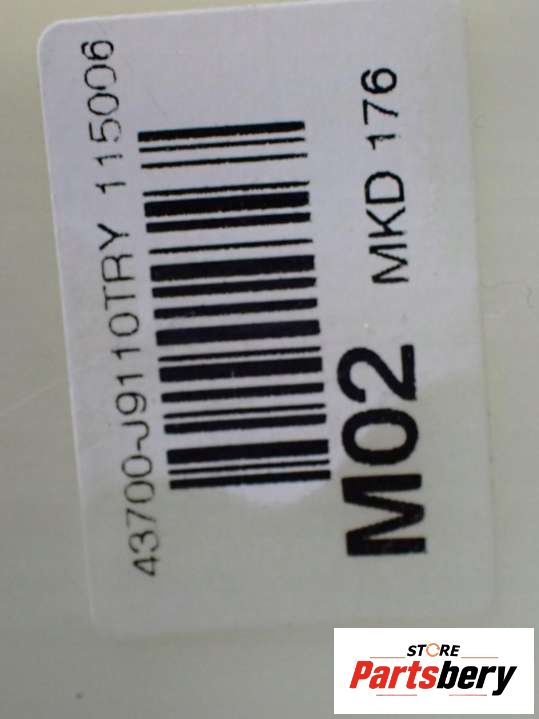 43700-J9110TRY 115006
M02 MKD 176
STORE
Partsbery